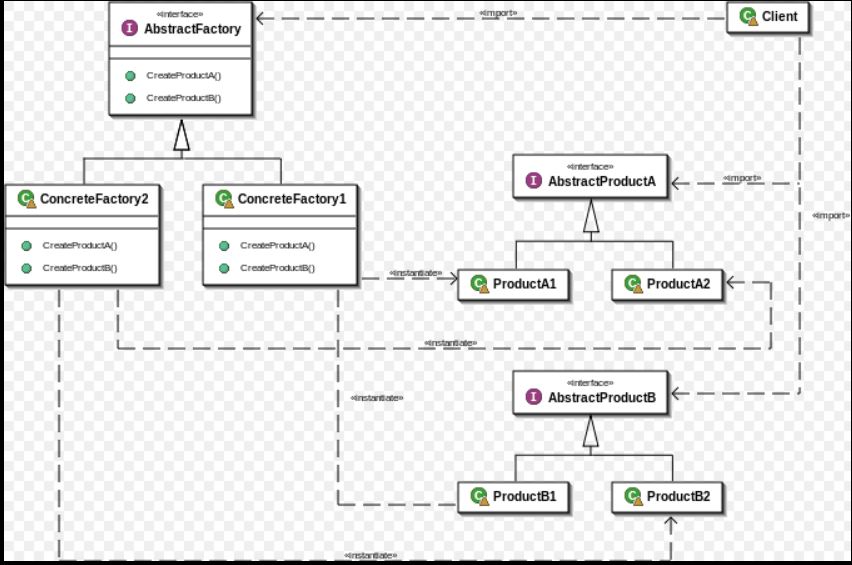 «interface»
I AbstractFactory
CreateProductA()
CreateProductB()
«import»
C Client
C ConcreteFactory2
CreateProductA()
CreateProductB()
C ConcreteFactory1
CreateProductA()
CreateProductB()
«interface»
I AbstractProductA
«import»
«import»
«instantiate»
C ProductA1
C ProductA2
«instantiate»
«interface»
I AbstractProductB
«instantiate»
C ProductB1
C ProductB2
«instantiate»